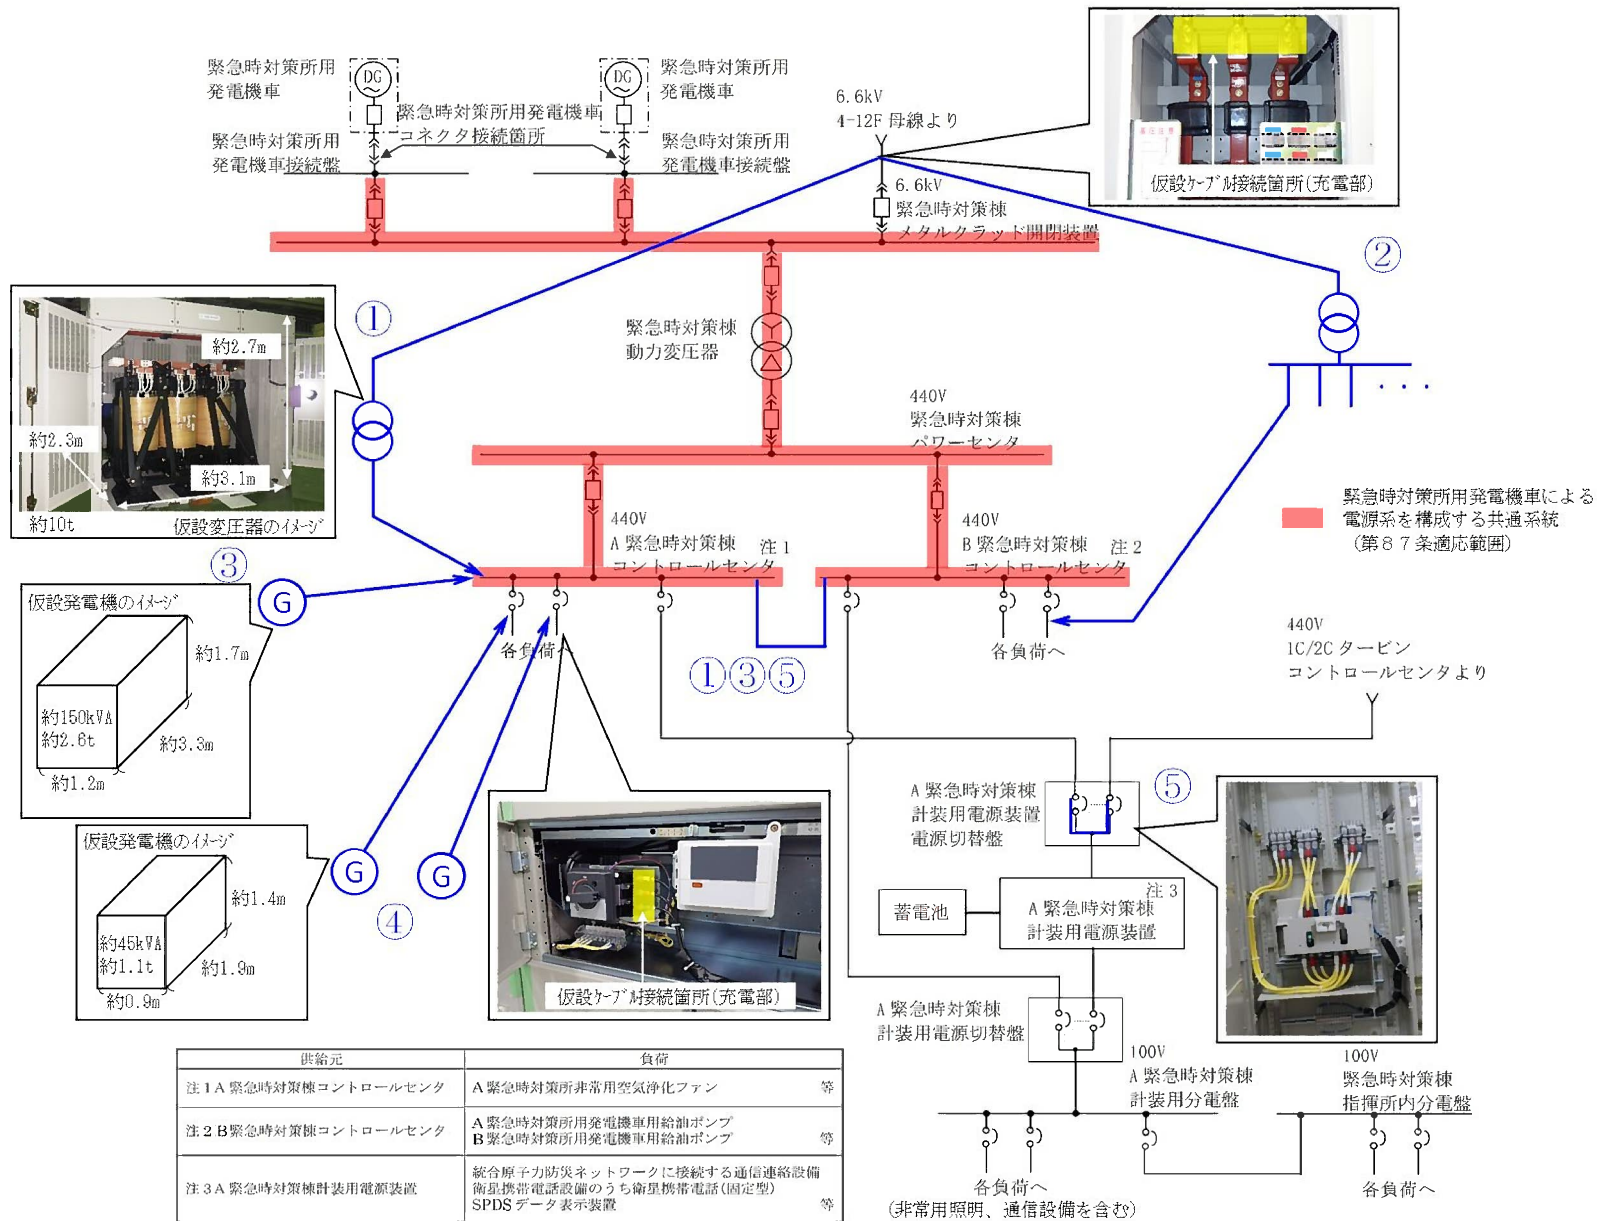 緊急時対策所用
発電機車
DG
DG
緊急時対策所用
発電機車
緊急時対策所用発電機車
コネクタ接続箇所
緊急時対策所用
発電機車接続盤
緊急時対策所用
発電機車接続盤
6.6kV
4-12F 母線より
仮設ケーブル接続箇所(充電部)
6.6kV
緊急時対策棟
メタルクラッド開閉装置
②
①
約2.7m
約2.3m
約3.1m
約10t
仮設変圧器のイメージ
緊急時対策棟
動力変圧器
440V
緊急時対策棟
パワーセンタ
緊急時対策所用発電機車による
電源系を構成する共通系統
(第87条適応範囲)
440V
A 緊急時対策棟
コントロールセンタ
注1
440V
B 緊急時対策棟
コントロールセンタ
注2
③
G
仮設発電機のイメージ
約1.7m
約150kVA
約2.6t
約3.3m
約1.2m
各負荷へ
①③⑤
各負荷へ
440V
1C/2C タービン
コントロールセンタより
仮設発電機のイメージ
約1.4m
約45kVA
約1.1t
約1.9m
約0.9m
G
G
④
仮設ケーブル接続箇所(充電部)
A 緊急時対策棟
計装用電源装置
電源切替盤
⑤
蓄電池
注3
A 緊急時対策棟
計装用電源装置
A 緊急時対策棟
計装用電源切替盤
100V
A 緊急時対策棟
計装用分電盤
100V
緊急時対策棟
指揮所内分電盤
各負荷へ
(非常用照明、通信設備を含む)
各負荷へ
供給元 負荷
注1 A 緊急時対策棟コントロールセンタ A 緊急時対策所非常用空気浄化ファン 等
注2 B 緊急時対策棟コントロールセンタ A 緊急時対策所用発電機車用給油ポンプ
B 緊急時対策所用発電機車用給油ポンプ 等
注3 A 緊急時対策棟計装用電源装置 統合原子力防災ネットワークに接続する通信連絡設備
衛星携帯電話設備のうち衛星携帯電話(固定型)
SPDS データ表示装置 等